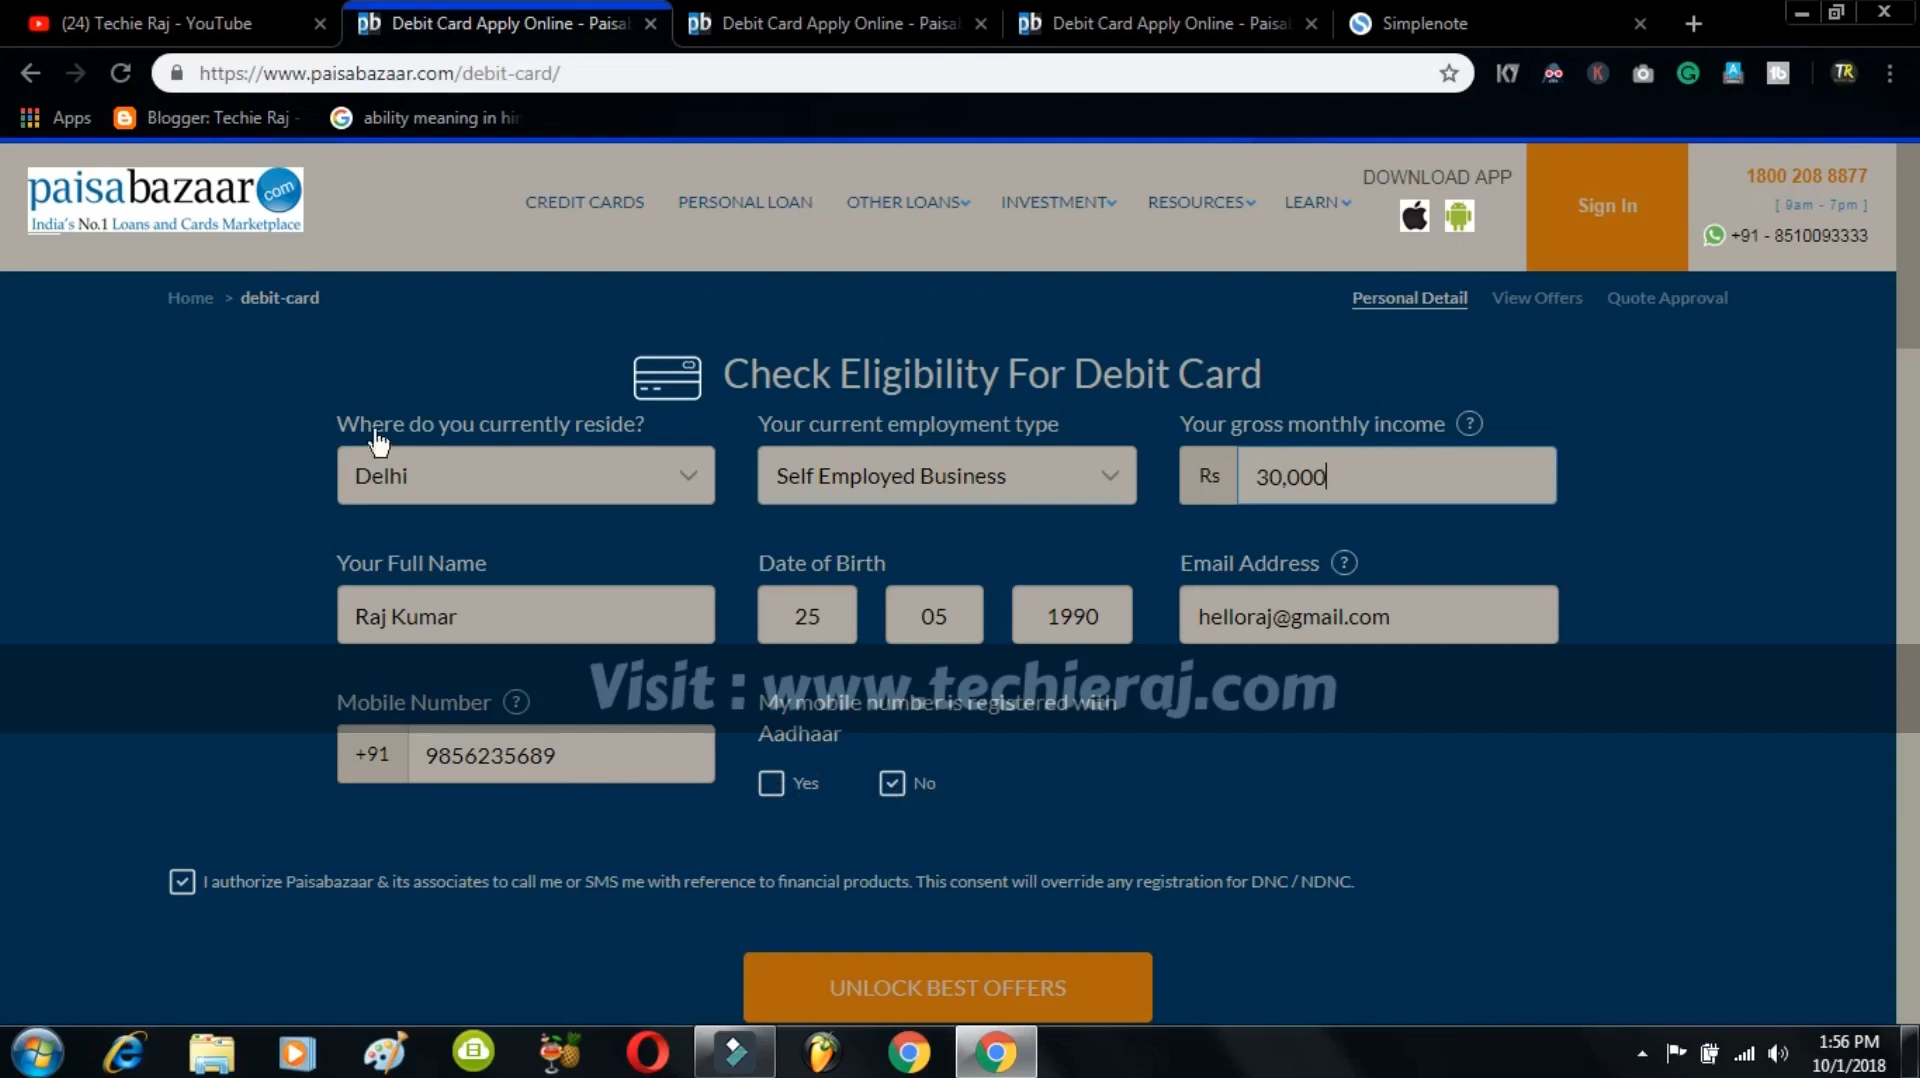 (24) Techie Raj - YouTube
Debit Card Apply Online - Paisab
Debit Card Apply Online - Paisal
Debit Card Apply Online - Paisal
Simplenote
https://www.paisabazaar.com/debit-card/
Apps
Blogger: Techie Raj -
ability meaning in hin
paisabazaar.com
India's No.1 Loans and Cards Marketplace
CREDIT CARDS
PERSONAL LOAN
OTHER LOANS
INVESTMENT
RESOURCES
LEARN
DOWNLOAD APP
Sign In
1800 208 8877
[ 9am - 7pm ]
+91 - 8510093333
Home > debit-card
Personal Detail
View Offers
Quote Approval
Check Eligibility For Debit Card
Where do you currently reside?
Your current employment type
Your gross monthly income ?
Delhi
Self Employed Business
Rs 30,000
Your Full Name
Date of Birth
Email Address ?
Raj Kumar
25 05 1990
helloraj@gmail.com
Visit : www.techieraj.com
Mobile Number ?
My mobile number is registered with
Aadhaar
+91 9856235689
Yes
No
I authorize Paisabazaar & its associates to call me or SMS me with reference to financial products. This consent will override any registration for DNC / NDNC.
UNLOCK BEST OFFERS
1:56 PM
10/1/2018